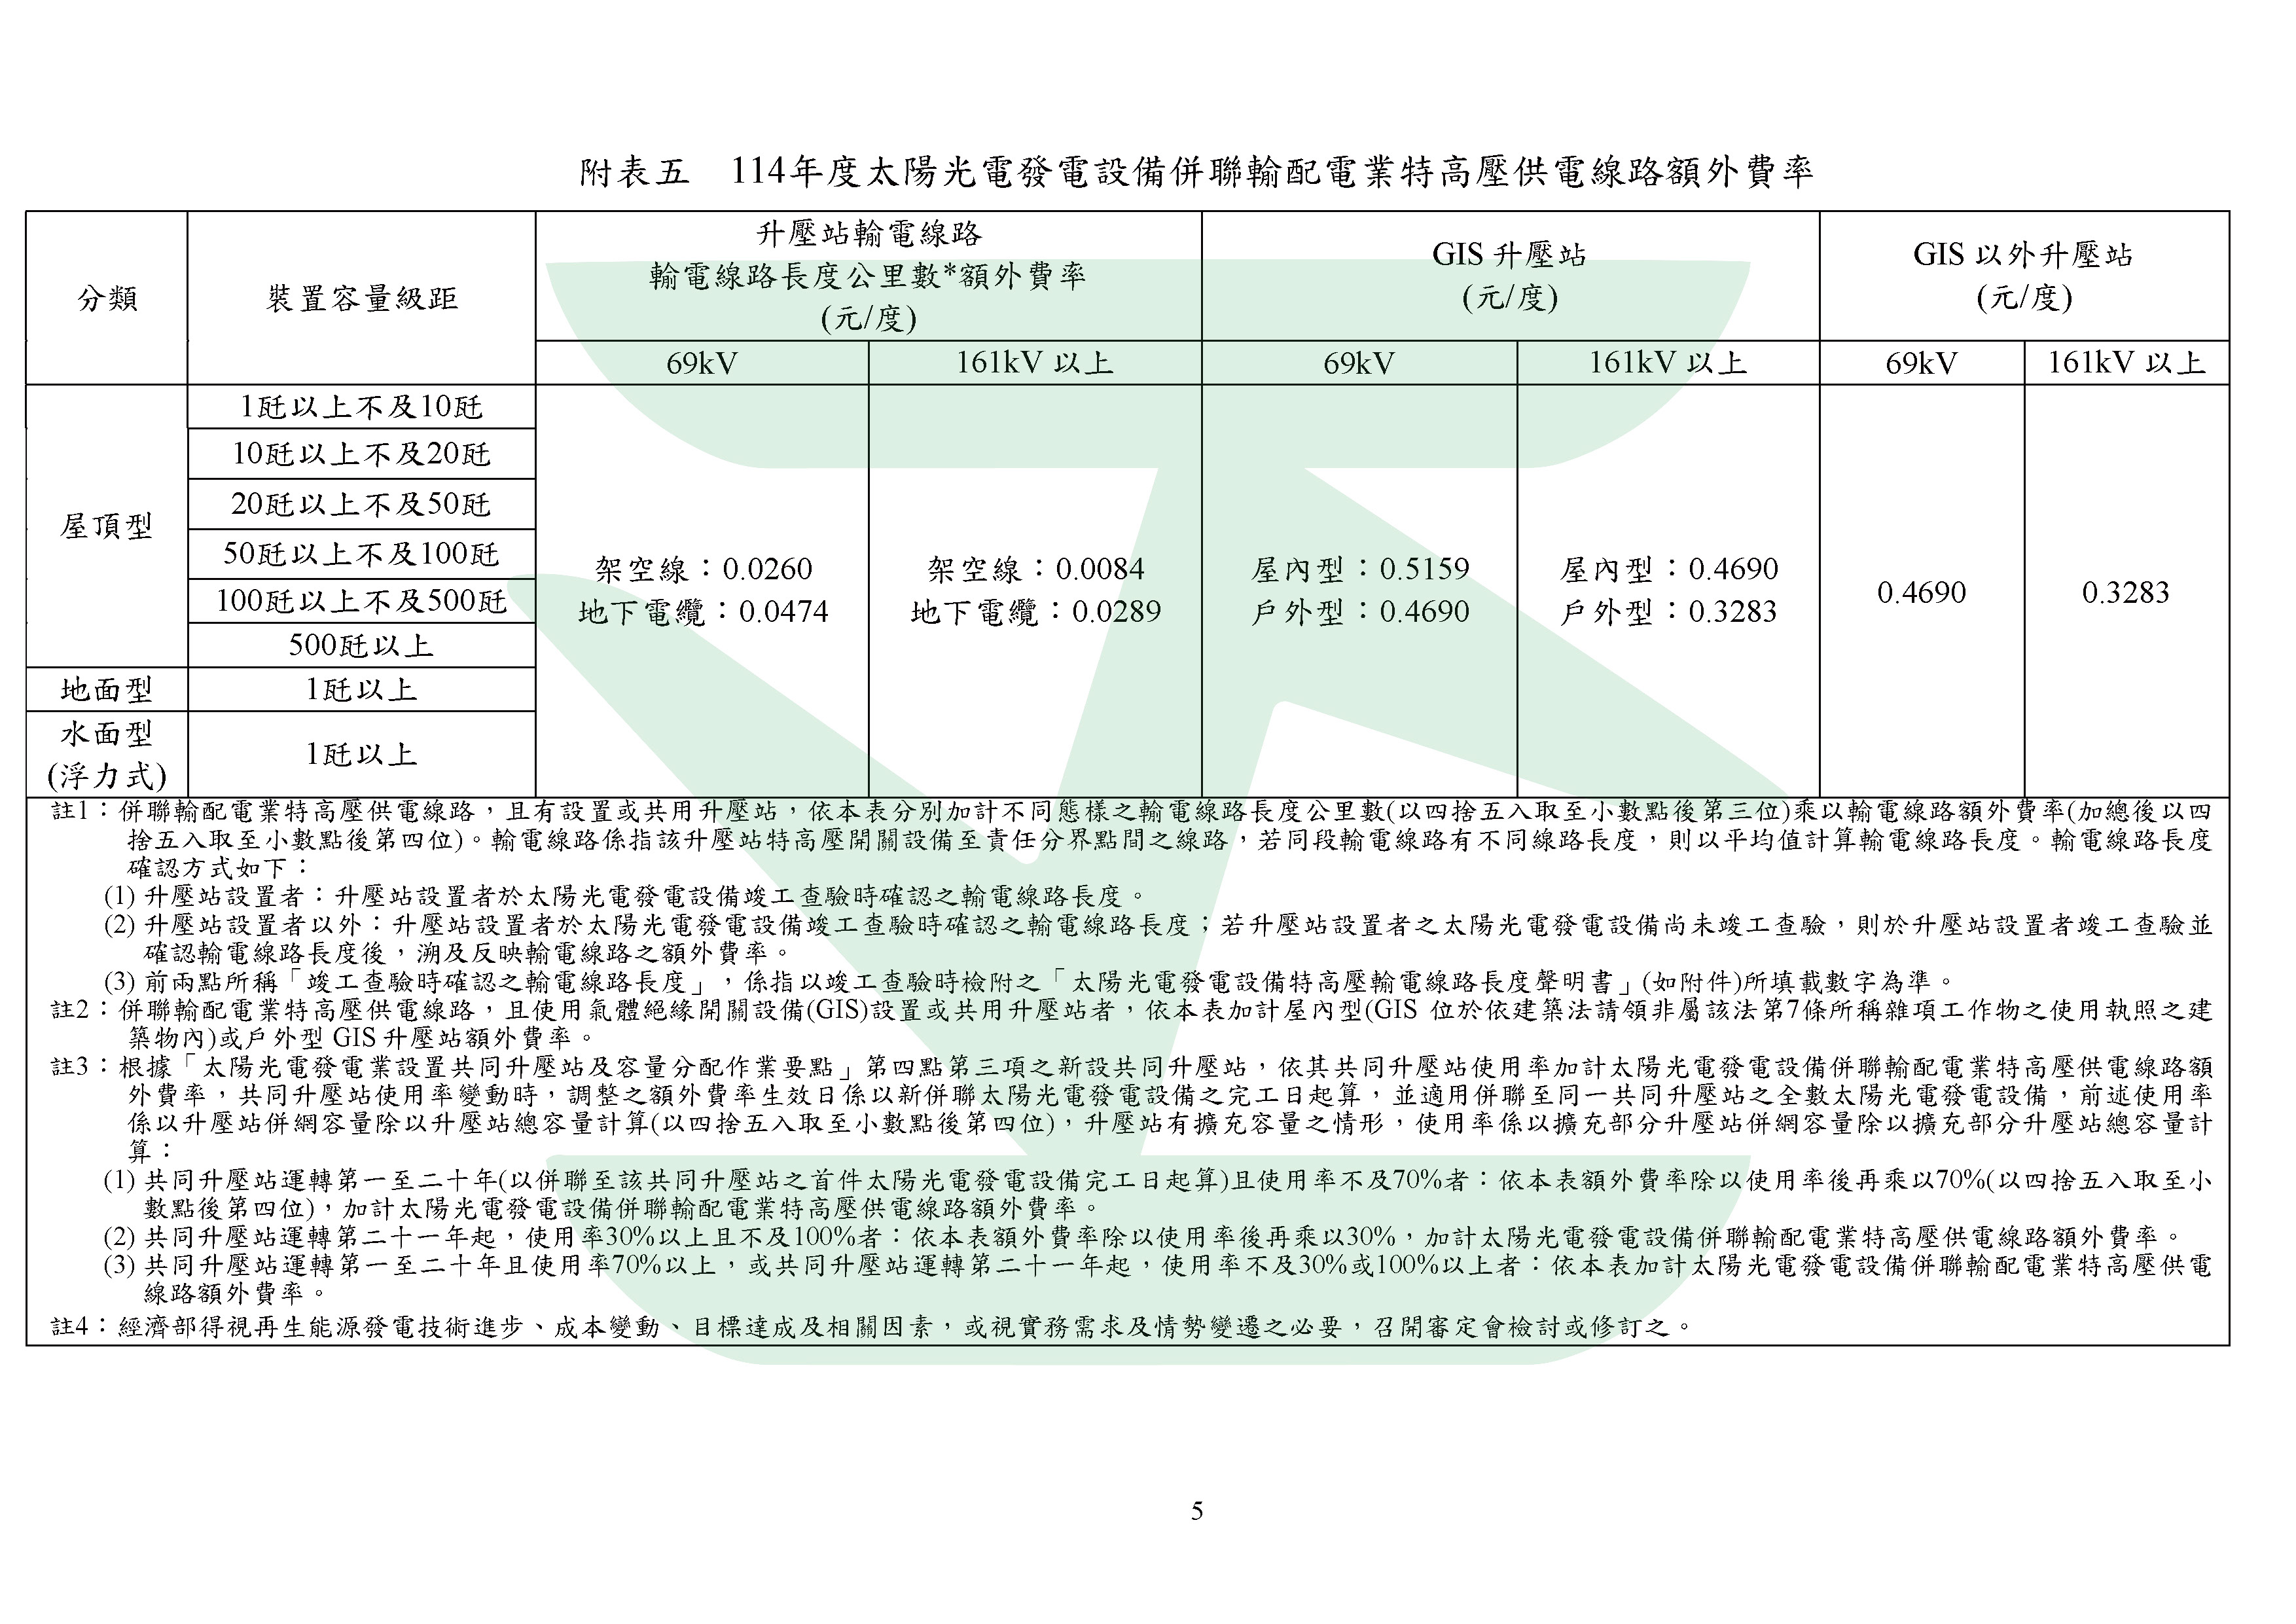 附表五　114年度太陽光電發電設備併聯輸配電業特高壓供電線路額外費率
分類
裝置容量級距
升壓站輸電線路
輸電線路長度公里數*額外費率
(元/度)
GIS 升壓站
(元/度)
GIS 以外升壓站
(元/度)
69kV
161kV 以上
69kV
161kV 以上
69kV
161kV 以上
屋頂型
1瓩以上不及10瓩
10瓩以上不及20瓩
20瓩以上不及50瓩
50瓩以上不及100瓩
100瓩以上不及500瓩
500瓩以上
地面型
1瓩以上
水面型
(浮力式)
1瓩以上
架空線：0.0260
地下電纜：0.0474
架空線：0.0084
地下電纜：0.0289
屋內型：0.5159
戶外型：0.4690
屋內型：0.4690
戶外型：0.3283
0.4690
0.3283
註1：併聯輸配電業特高壓供電線路，且有設置或共用升壓站，依本表分別加計不同態樣之輸電線路長度公里數(以四捨五入取至小數點後第三位)乘以輸電線路額外費率(加總後以四
捨五入取至小數點後第四位)。輸電線路係指該升壓站特高壓開關設備至責任分界點間之線路，若同段輸電線路有不同線路長度，則以平均值計算輸電線路長度。輸電線路長度
確認方式如下：
(1) 升壓站設置者：升壓站設置者於太陽光電發電設備竣工查驗時確認之輸電線路長度。
(2) 升壓站設置者以外：升壓站設置者於太陽光電發電設備竣工查驗時確認之輸電線路長度；若升壓站設置者之太陽光電發電設備尚未竣工查驗，則於升壓站設置者竣工查驗並
確認輸電線路長度後，溯及反映輸電線路之額外費率。
(3) 前兩點所稱「竣工查驗時確認之輸電線路長度」，係指以竣工查驗時檢附之「太陽光電發電設備特高壓輸電線路長度聲明書」(如附件)所填載數字為準。
註2：併聯輸配電業特高壓供電線路，且使用氣體絕緣開關設備(GIS)設置或共用升壓站者，依本表加計屋內型(GIS 位於依建築法請領非屬該法第7條所稱雜項工作物之使用執照之建
築物內)或戶外型 GIS 升壓站額外費率。
註3：根據「太陽光電發電業設置共同升壓站及容量分配作業要點」第四點第三項之新設共同升壓站，依其共同升壓站使用率加計太陽光電發電設備併聯輸配電業特高壓供電線路額
外費率，共同升壓站使用率變動時，調整之額外費率生效日係以新併聯太陽光電發電設備之完工日起算，並適用併聯至同一共同升壓站之全數太陽光電發電設備，前述使用率
係以升壓站併網容量除以升壓站總容量計算(以四捨五入取至小數點後第四位)，升壓站有擴充容量之情形，使用率係以擴充部分升壓站併網容量除以擴充部分升壓站總容量計
算：
(1) 共同升壓站運轉第一至二十年(以併聯至該共同升壓站之首件太陽光電發電設備完工日起算)且使用率不及70%者：依本表額外費率除以使用率後再乘以70%(以四捨五入取至小
數點後第四位)，加計太陽光電發電設備併聯輸配電業特高壓供電線路額外費率。
(2) 共同升壓站運轉第二十一年起，使用率30%以上且不及100%者：依本表額外費率除以使用率後再乘以30%，加計太陽光電發電設備併聯輸配電業特高壓供電線路額外費率。
(3) 共同升壓站運轉第一至二十年且使用率70%以上，或共同升壓站運轉第二十一年起，使用率不及30%或100%以上者：依本表加計太陽光電發電設備併聯輸配電業特高壓供電
線路額外費率。
註4：經濟部得視再生能源發電技術進步、成本變動、目標達成及相關因素，或視實務需求及情勢變遷之必要，召開審定會檢討或修訂之。
5